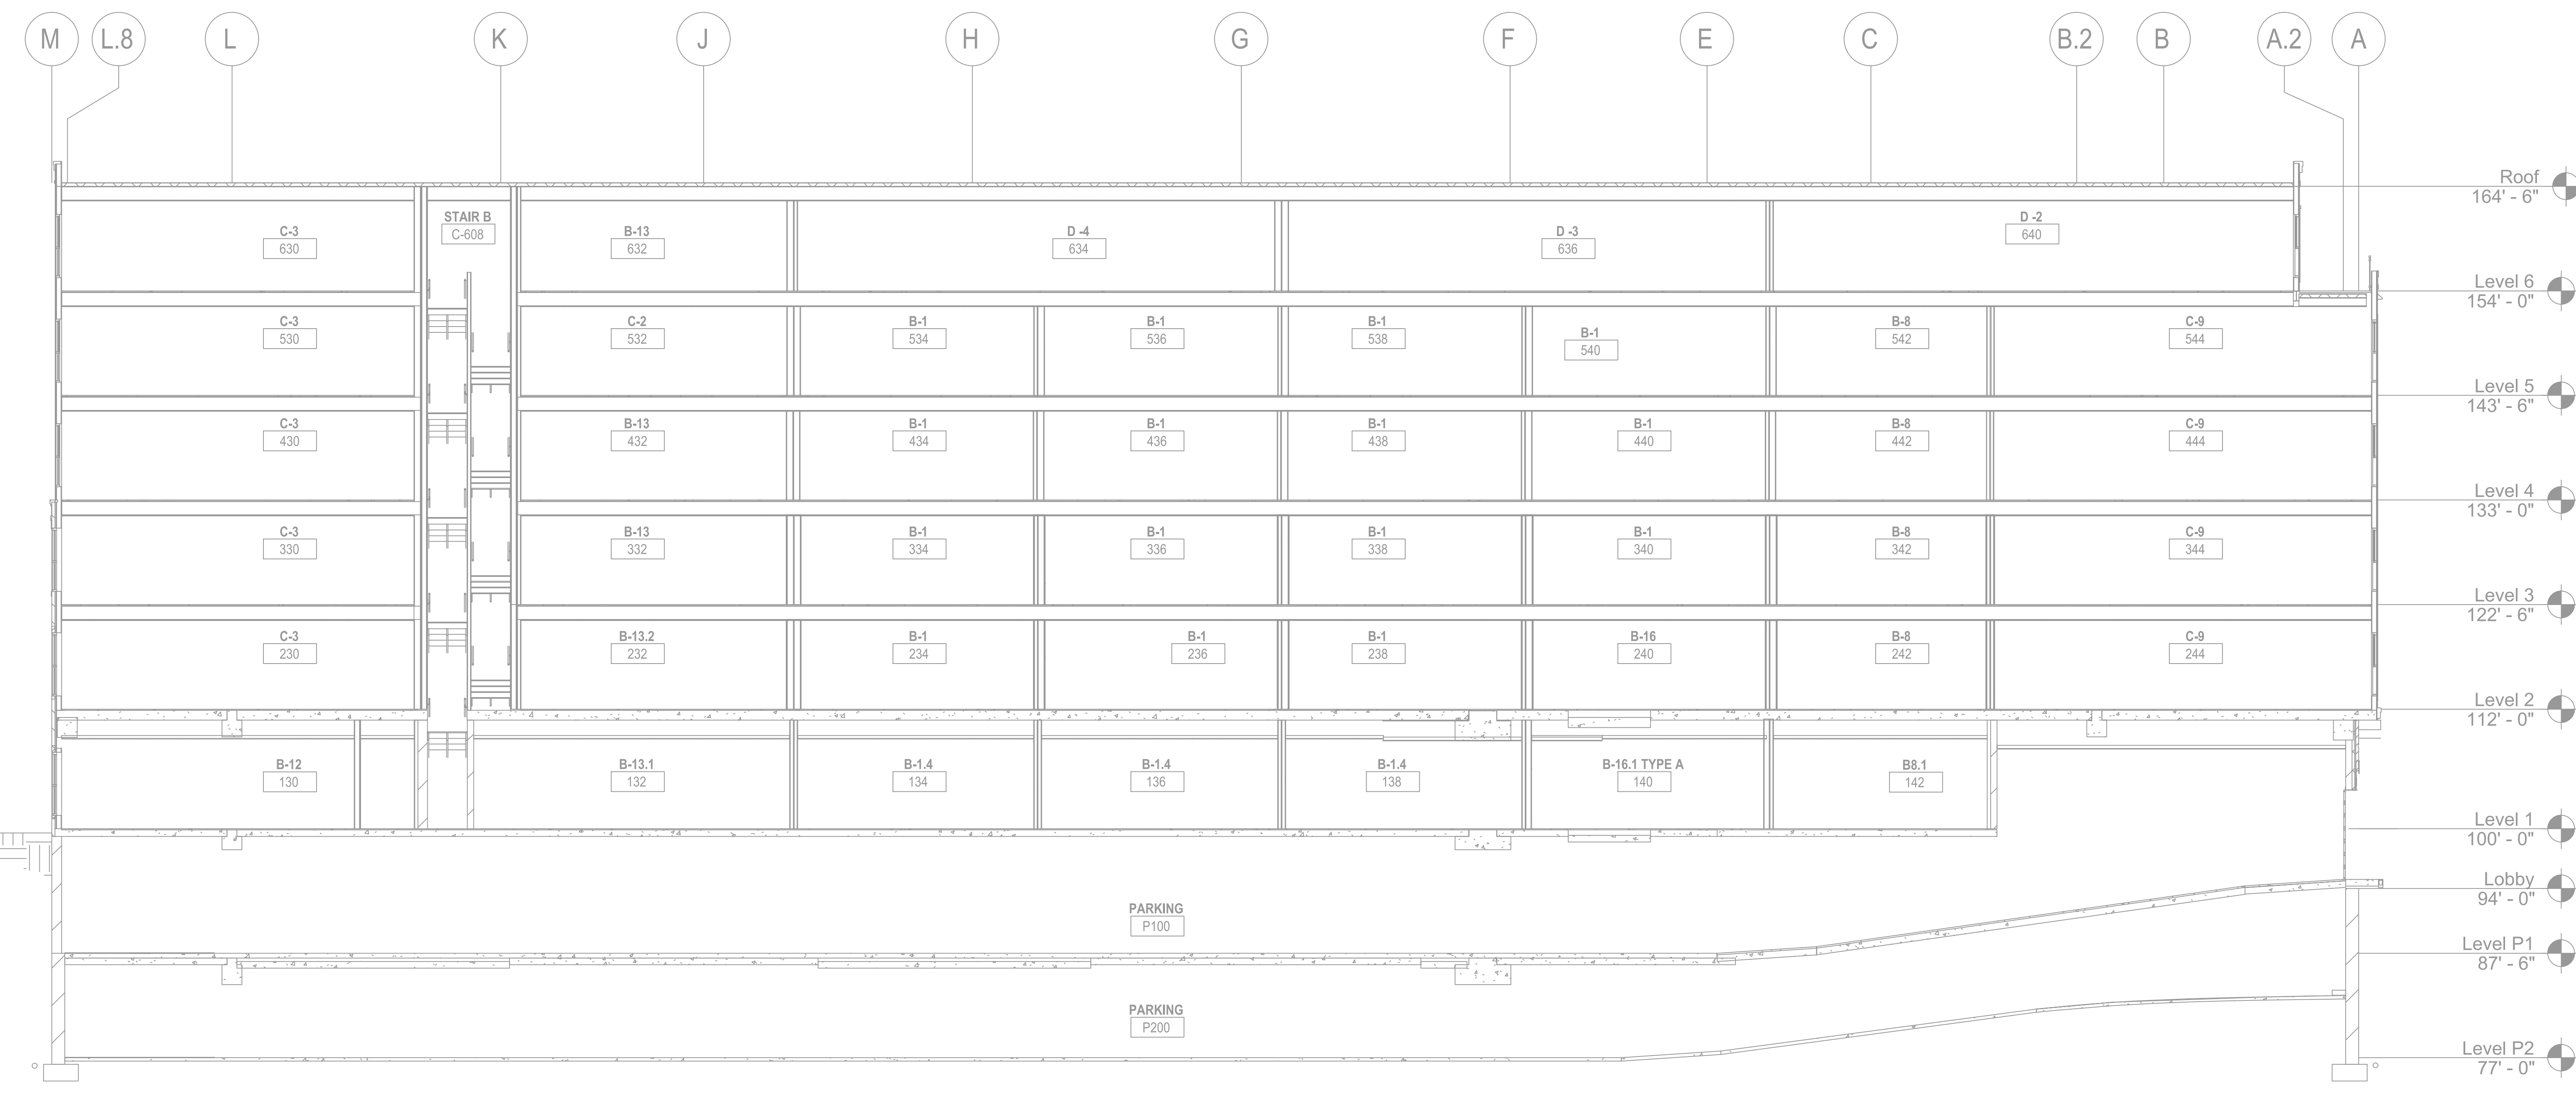 M L.8 L K J H G F E C B.2 B A.2 A
Roof
164' - 6"
STAIR B
C-608
C-3
630
B-13
632
D -4
634
D -3
636
D -2
640
Level 6
154' - 0"
C-3
530
C-2
532
B-1
534
B-1
536
B-1
538
B-1
540
B-8
542
C-9
544
Level 5
143' - 6"
C-3
430
B-13
432
B-1
434
B-1
436
B-1
438
B-1
440
B-8
442
C-9
444
Level 4
133' - 0"
C-3
330
B-13
332
B-1
334
B-1
336
B-1
338
B-1
340
B-8
342
C-9
344
Level 3
122' - 6"
C-3
230
B-13.2
232
B-1
234
B-1
236
B-1
238
B-16
240
B-8
242
C-9
244
Level 2
112' - 0"
B-12
130
B-13.1
132
B-1.4
134
B-1.4
136
B-1.4
138
B-16.1 TYPE A
140
B8.1
142
Level 1
100' - 0"
Lobby
94' - 0"
PARKING
P100
Level P1
87' - 6"
PARKING
P200
Level P2
77' - 0"